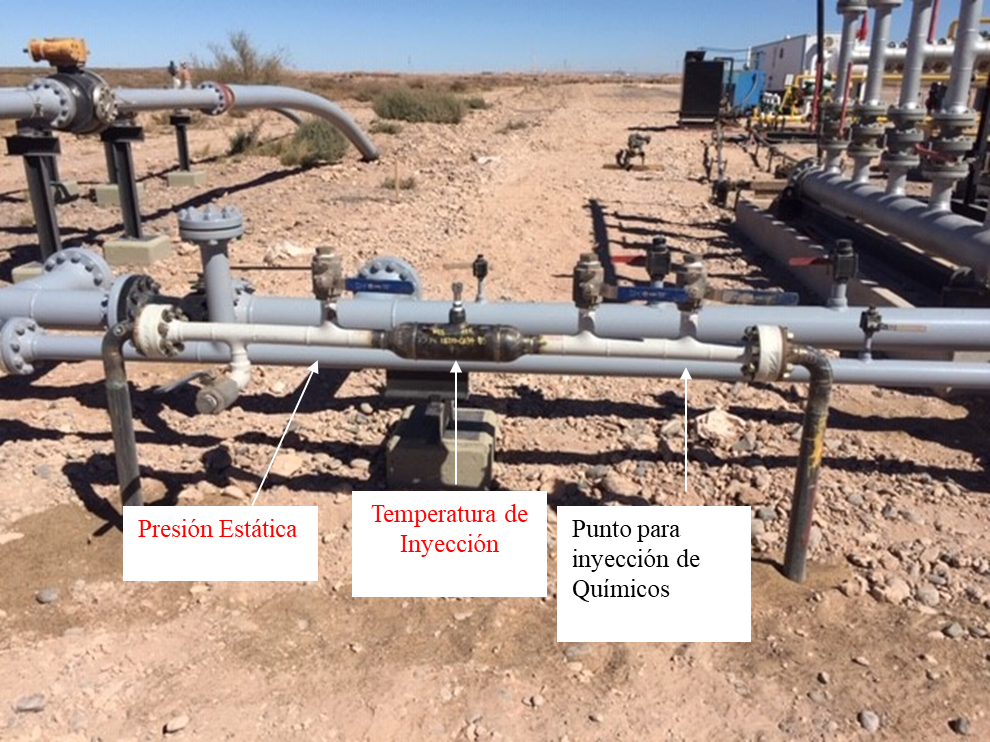 Presión Estática
Temperatura de
Inyección
Punto para
inyección de
Químicos